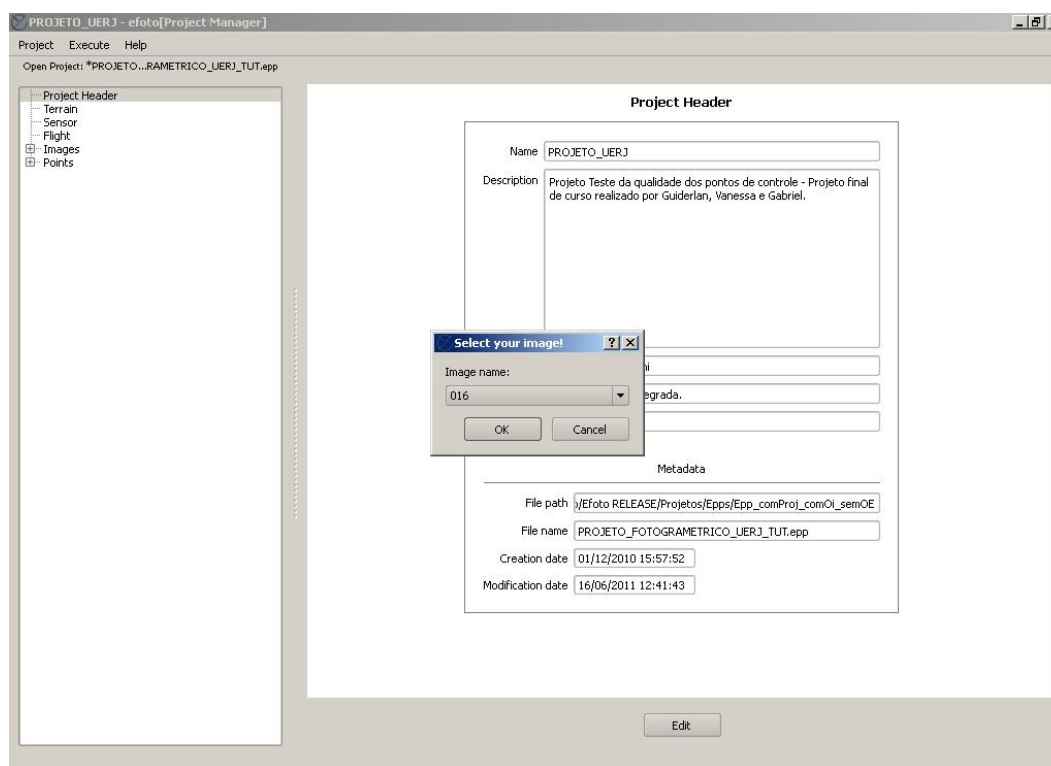 PROJETO_UERJ - efoto[Project Manager]
Project Execute Help
Open Project: *PROJETO...RAMETRICO_UERJ_TUT.epp
Project Header
Terrain
Sensor
Flight
Images
Points
Project Header
Name PROJETO_UERJ
Description Projeto Teste da qualidade dos pontos de controle - Projeto final
de curso realizado por Guiderlan, Vanessa e Gabriel.
Select your image!
Image name:
016
OK Cancel
ni
egrada.
Metadata
File path o/Efoto RELEASE/Projetos/Epps/Epp_comProj_comOi_semOE
File name PROJETO_FOTOGRAMETRICO_UERJ_TUT.epp
Creation date 01/12/2010 15:57:52
Modification date 16/06/2011 12:41:43
Edit